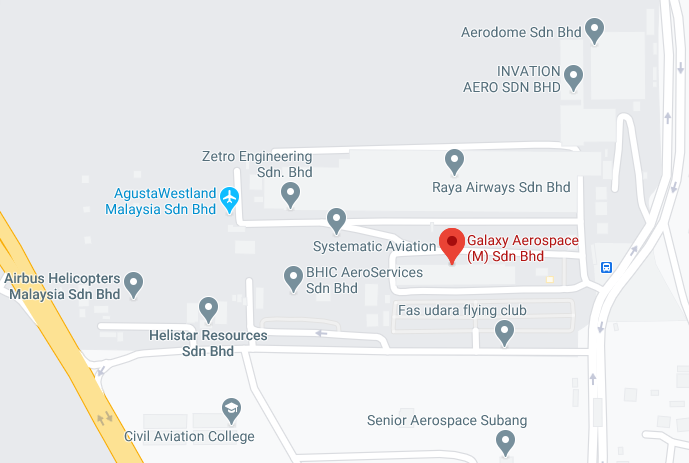 Aerodome Sdn Bhd
INVATION
AERO SDN BHD
Zetro Engineering
Sdn. Bhd
Raya Airways Sdn Bhd
AgustaWestland
Malaysia Sdn Bhd
Systematic Aviation
Galaxy Aerospace
(M) Sdn Bhd
Airbus Helicopters
Malaysia Sdn Bhd
BHIC AeroServices
Sdn Bhd
Fas udara flying club
Helistar Resources
Sdn Bhd
Senior Aerospace Subang
Civil Aviation College